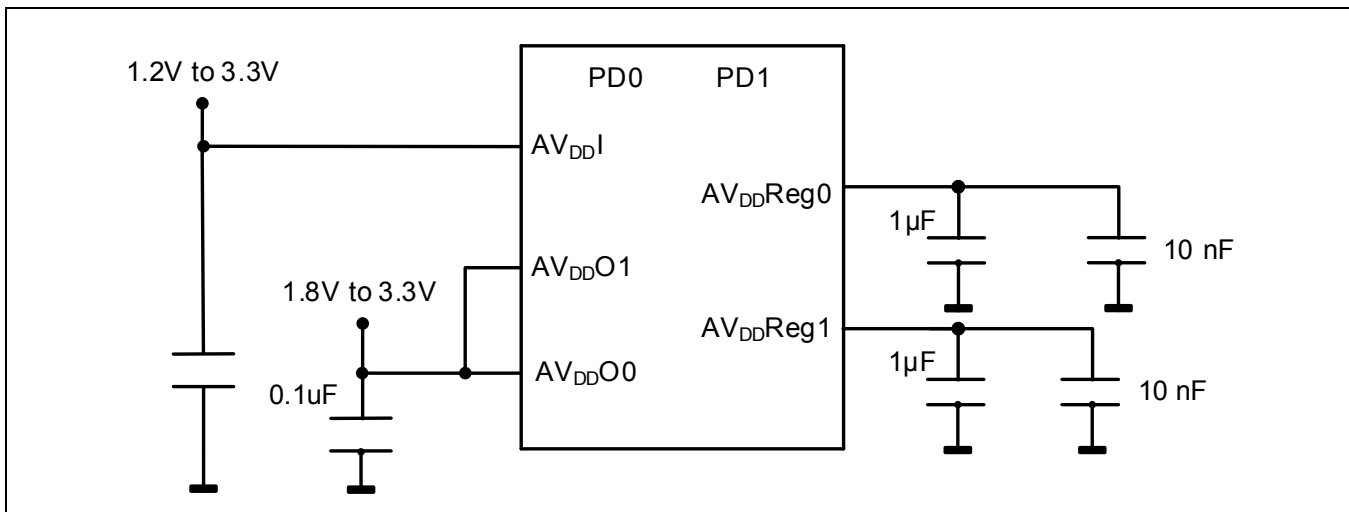 1.2V to 3.3V
PD0 PD1
AVDDI
AVDDReg0
1µF
10 nF
AVDDO1
1.8V to 3.3V
AVDDReg1
AVDDO0
0.1uF
1µF
10 nF